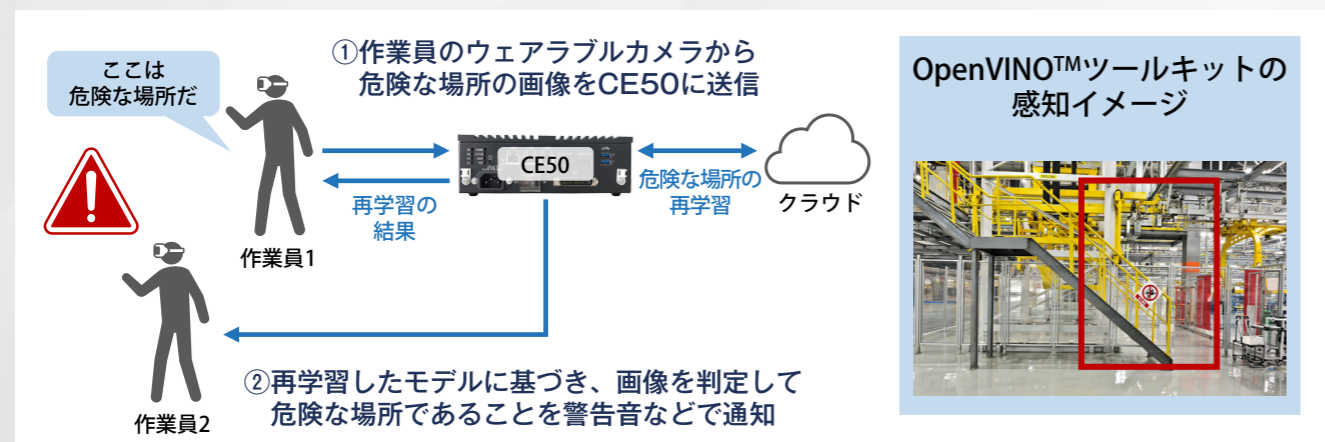 ここは
危険な場所だ
①作業員のウェアラブルカメラから
危険な場所の画像をCE50に送信
CE50
再学習の
結果
危険な場所の
再学習
クラウド
作業員1
作業員2
②再学習したモデルに基づき、画像を判定して
危険な場所であることを警告音などで通知
OpenVINO™ツールキットの
感知イメージ